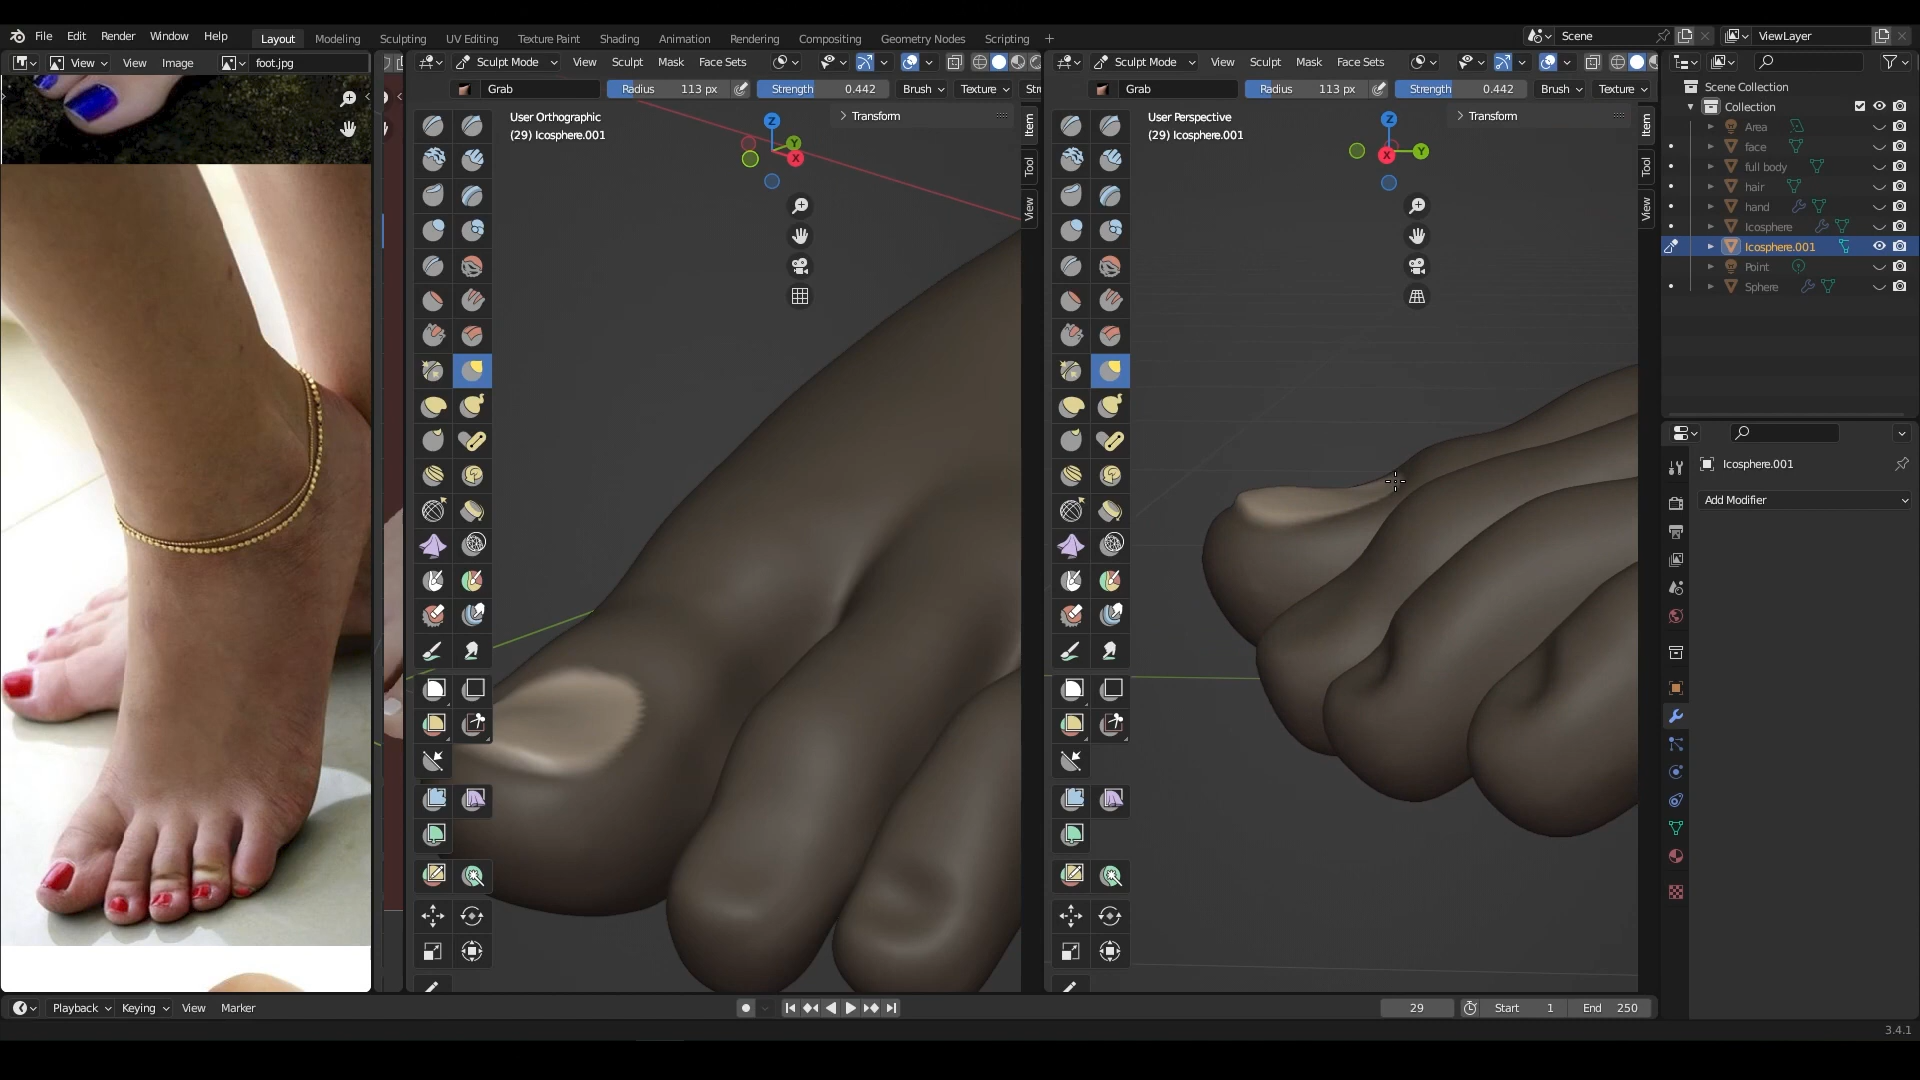 File Edit Render Window Help Layout Modeling Sculpting UV Editing Texture Paint Shading Animation Rendering Compositing Geometry Nodes Scripting + Scene ViewLayer
View View Image foot.jpg Sculpt Mode View Sculpt Mask Face Sets Sculpt Mode View Sculpt Mask Face Sets
Grab Radius 113 px Strength 0.442 Brush Texture Str Grab Radius 113 px Strength 0.442 Brush Texture
User Orthographic
(29) Icosphere.001
Transform
Z
Y
X
Item
Tool
View
User Perspective
(29) Icosphere.001
Transform
Z
X
Y
Item
Tool
View
Scene Collection
Collection
Area
face
full body
hair
hand
Icosphere
Icosphere.001
Point
Sphere
Icosphere.001
Add Modifier
Playback Keying View Marker 29 Start 1 End 250
3.4.1